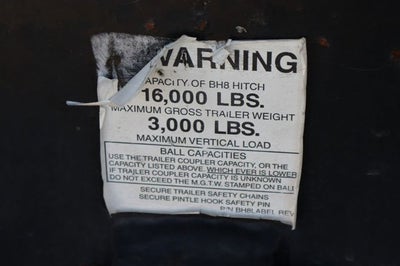 WARNING
CAPACITY OF BH8 HITCH
16,000 LBS.
MAXIMUM GROSS TRAILER WEIGHT
3,000 LBS.
MAXIMUM VERTICAL LOAD
BALL CAPACITIES
USE THE TRAILER COUPLER CAPACITY, OR THE
CAPACITY LISTED ABOVE, WHICH EVER IS LOWER
IF TRAILER COUPLER CAPACITY IS UNKNOWN
DO NOT EXCEED THE M.G.T.W. STAMPED ON BALL
SECURE TRAILER SAFETY CHAINS
SECURE PINTLE HOOK SAFETY PIN
P/N BH8LABEL REV